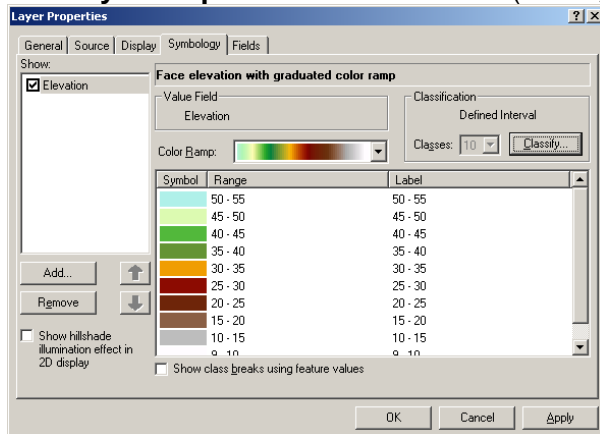 Layer Properties
General Source Display Symbology Fields
Show:
Elevation
Add...
Remove
Show hillshade
illumination effect in
2D display
Face elevation with graduated color ramp
Value Field
Elevation
Classification
Defined Interval
Color Ramp:
Classes: 10 Classify...
Symbol Range Label
50 - 55 50 - 55
45 - 50 45 - 50
40 - 45 40 - 45
35 - 40 35 - 40
30 - 35 30 - 35
25 - 30 25 - 30
20 - 25 20 - 25
15 - 20 15 - 20
10 - 15 10 - 15
9 - 10 9 - 10
Show class breaks using feature values
OK Cancel Apply